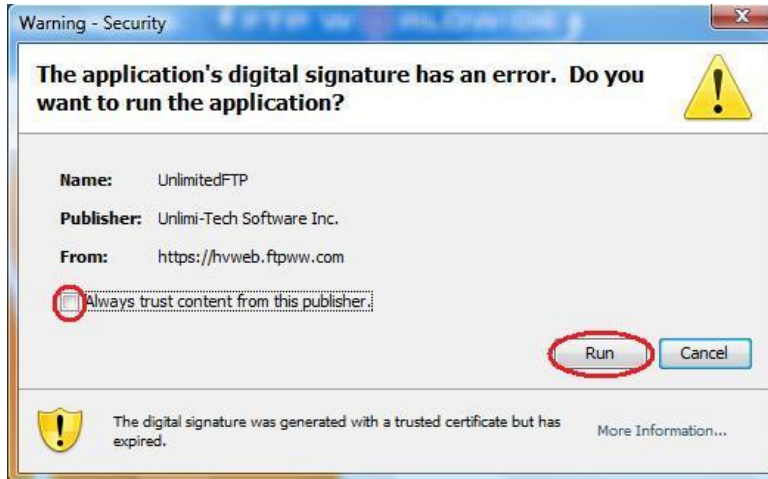 Warning - Security
The application's digital signature has an error. Do you
want to run the application?
Name: UnlimitedFTP
Publisher: Unlimi-Tech Software Inc.
From: https://hvweb.ftpww.com
Always trust content from this publisher.
Run Cancel
The digital signature was generated with a trusted certificate but has
expired.
More Information...